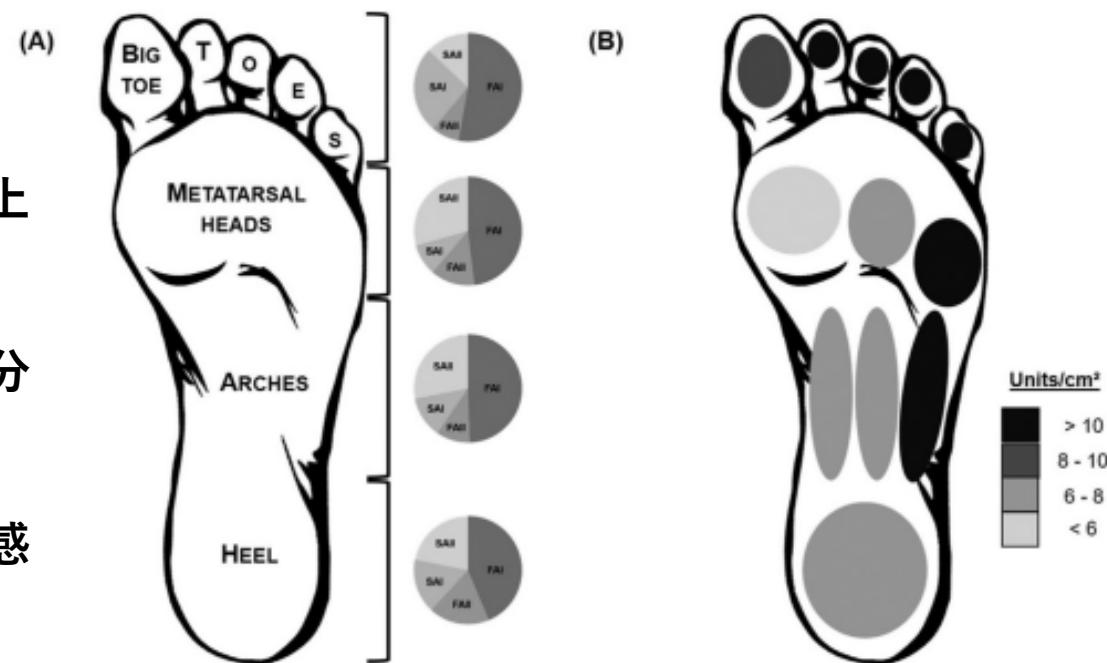 (A)
BIG
TOE
T
O
E
S
METATARSAL
HEADS
ARCHES
HEEL
SAII
SAI
FAII
FAI
SAII
SAI
FAII
FAI
SAII
SAI
FAII
FAI
SAII
SAI
FAII
FAI
上
分
感
(B)
Units/cm²
> 10
8 - 10
6 - 8
< 6